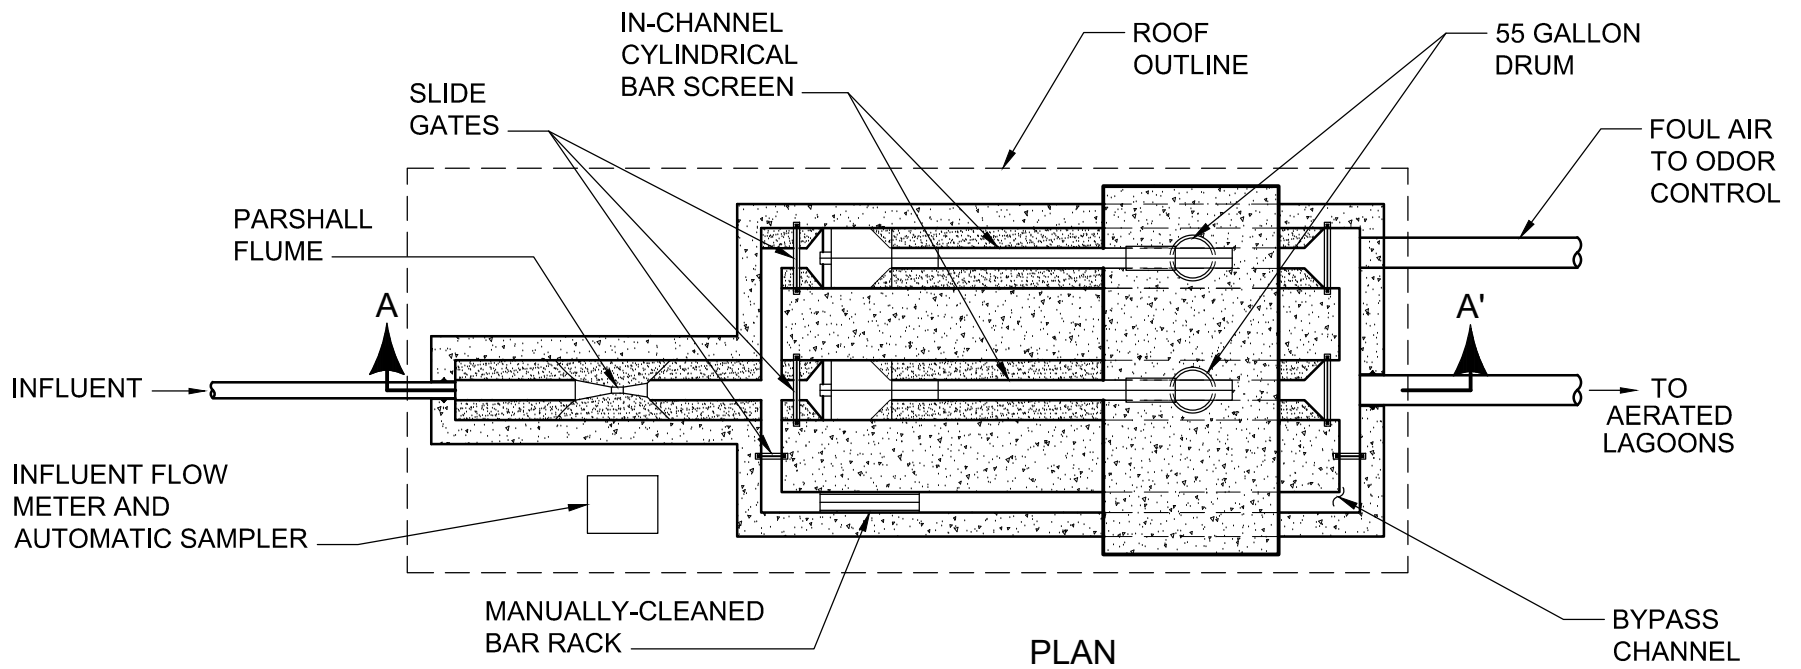 IN-CHANNEL
CYLINDRICAL
BAR SCREEN
ROOF
OUTLINE
55 GALLON
DRUM
SLIDE
GATES
FOUL AIR
TO ODOR
CONTROL
PARSHALL
FLUME
A
A'
INFLUENT
TO
AERATED
LAGOONS
INFLUENT FLOW
METER AND
AUTOMATIC SAMPLER
MANUALLY-CLEANED
BAR RACK
BYPASS
CHANNEL
PLAN